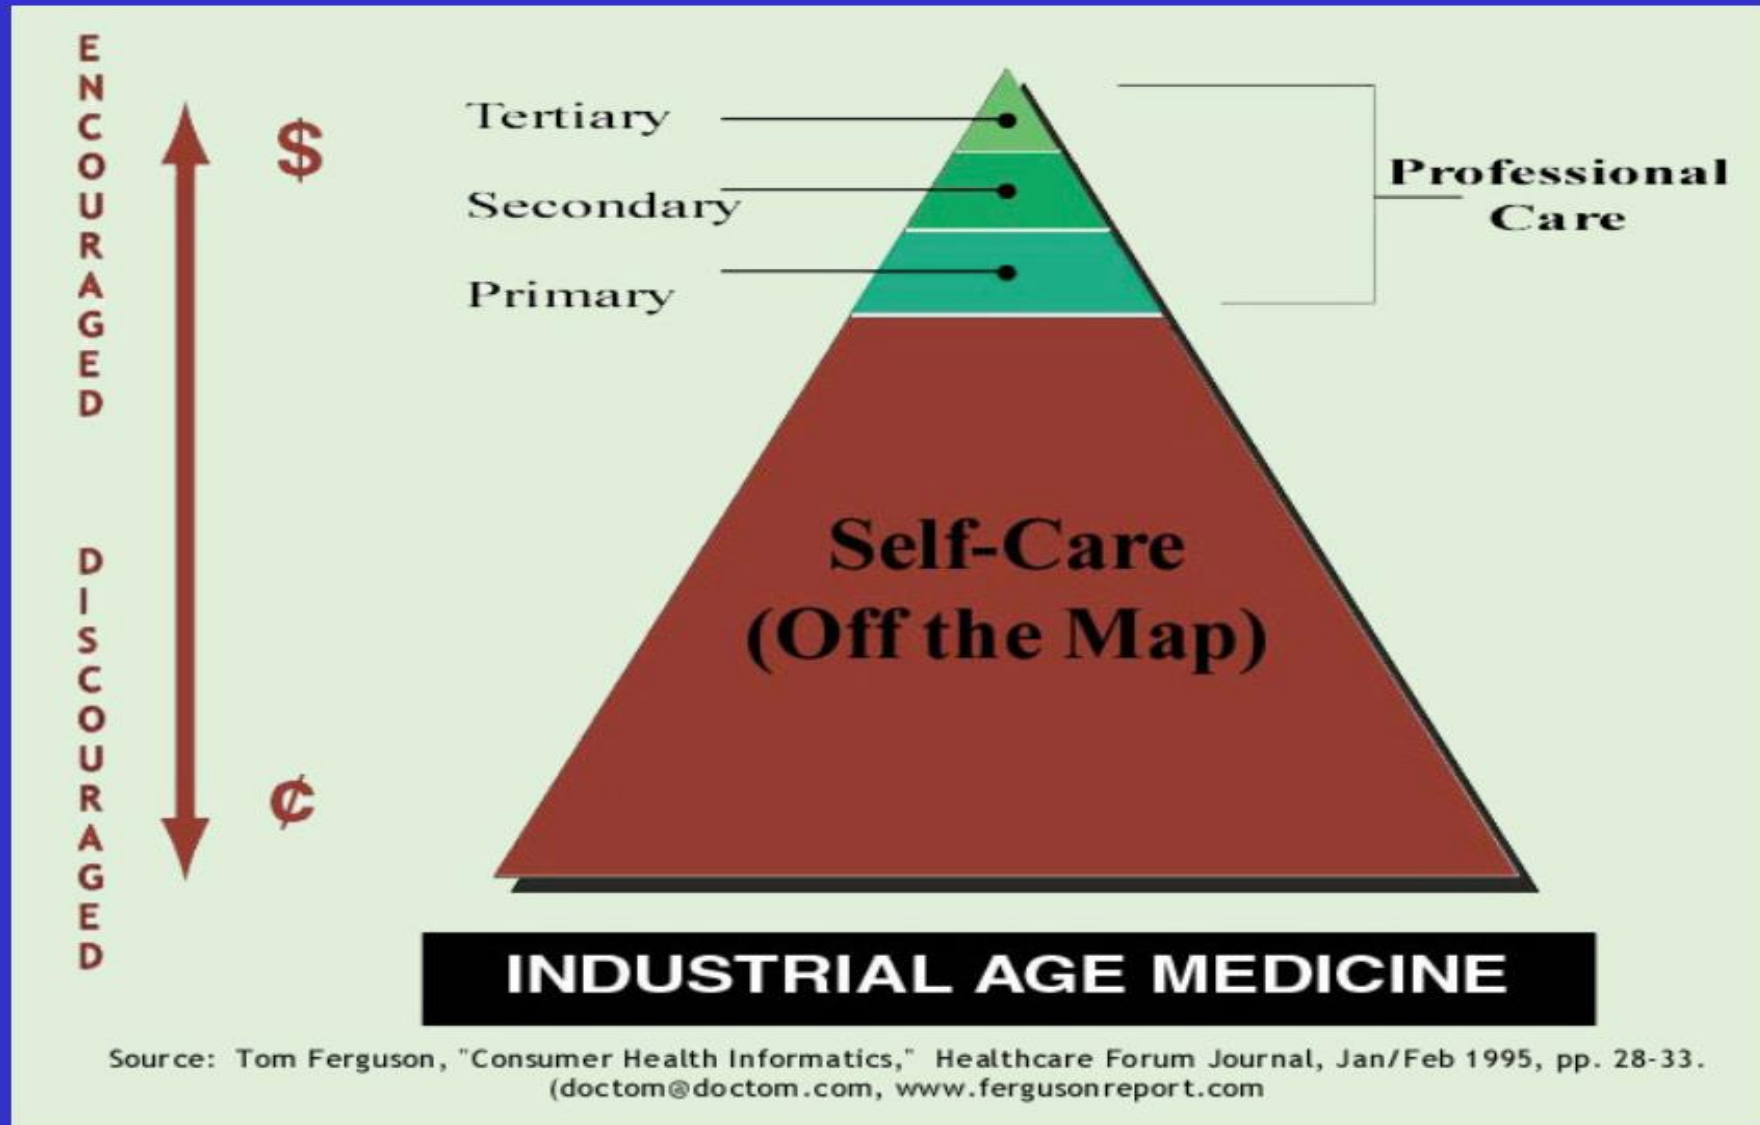 ENCOURAGED
DISCOURAGED
$
¢
Tertiary
Secondary
Primary
Professional
Care
Self-Care
(Off the Map)
INDUSTRIAL AGE MEDICINE
Source: Tom Ferguson, "Consumer Health Informatics," Healthcare Forum Journal, Jan/Feb 1995, pp. 28-33.
(doctom@doctom.com, www.fergusonreport.com